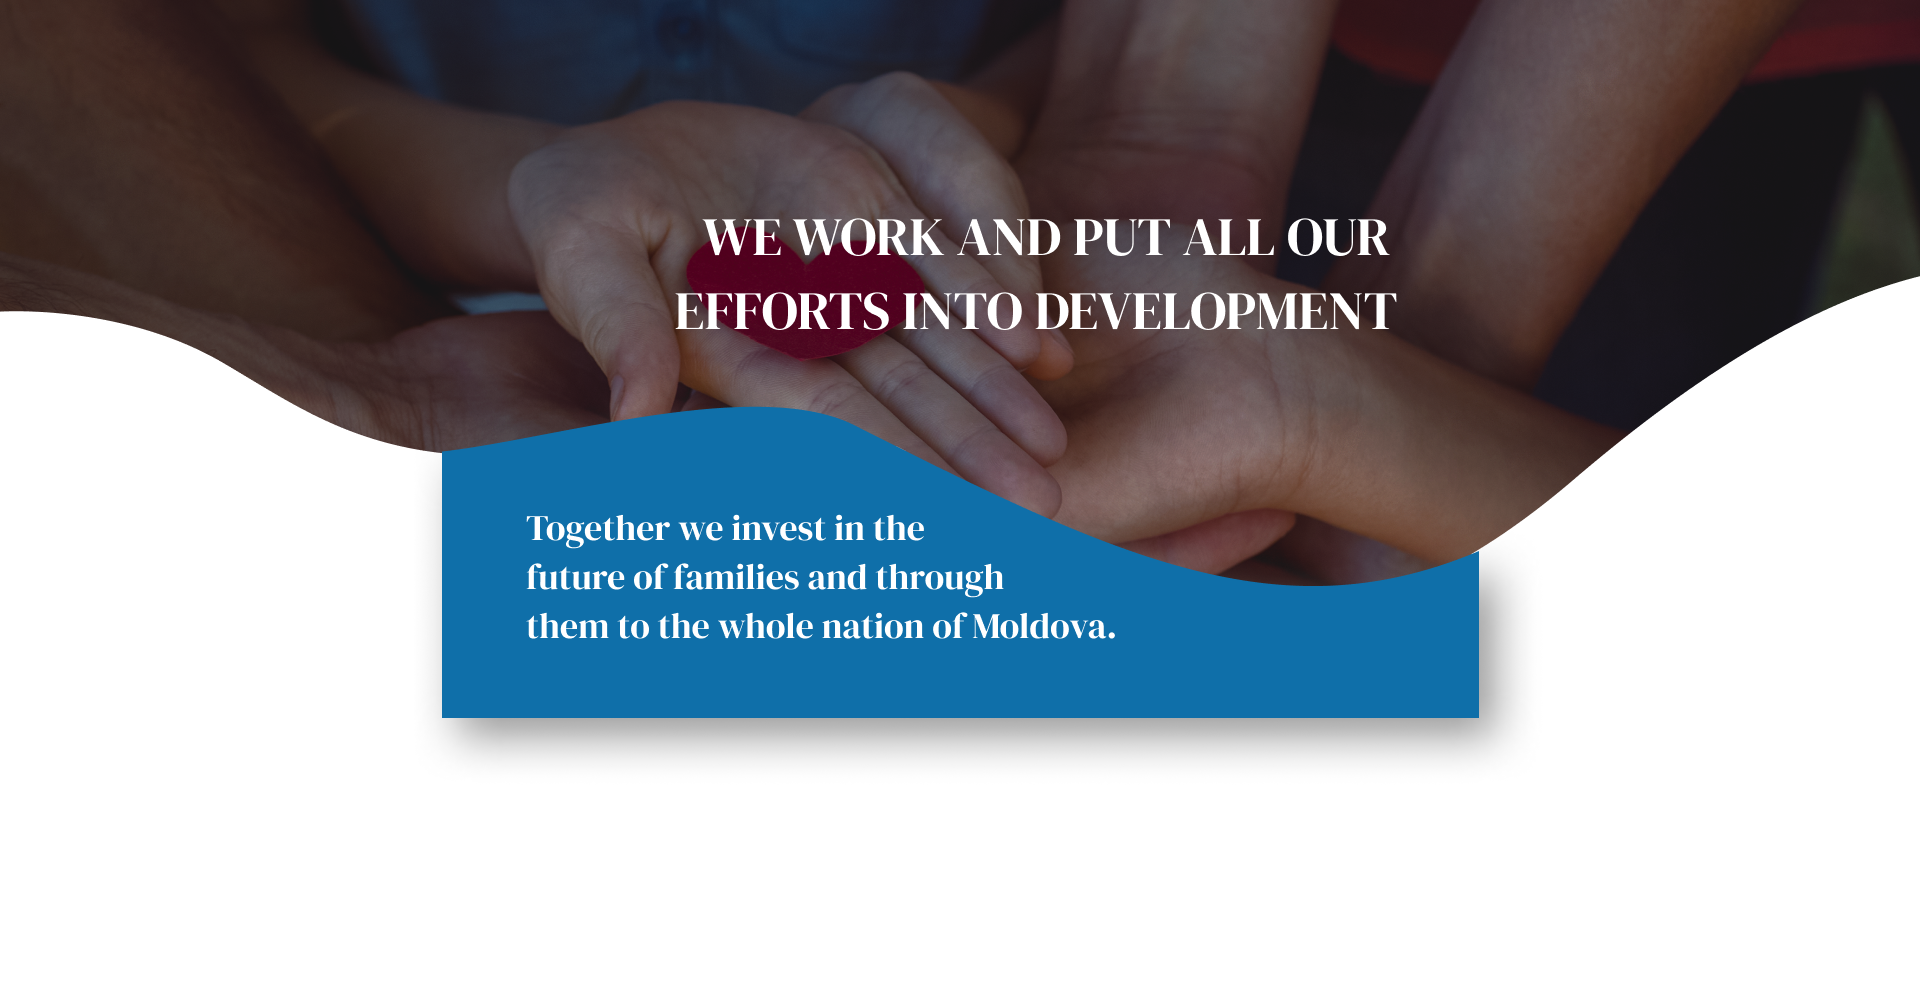 WE WORK AND PUT ALL OUR
EFFORTS INTO DEVELOPMENT
Together we invest in the
future of families and through
them to the whole nation of Moldova.